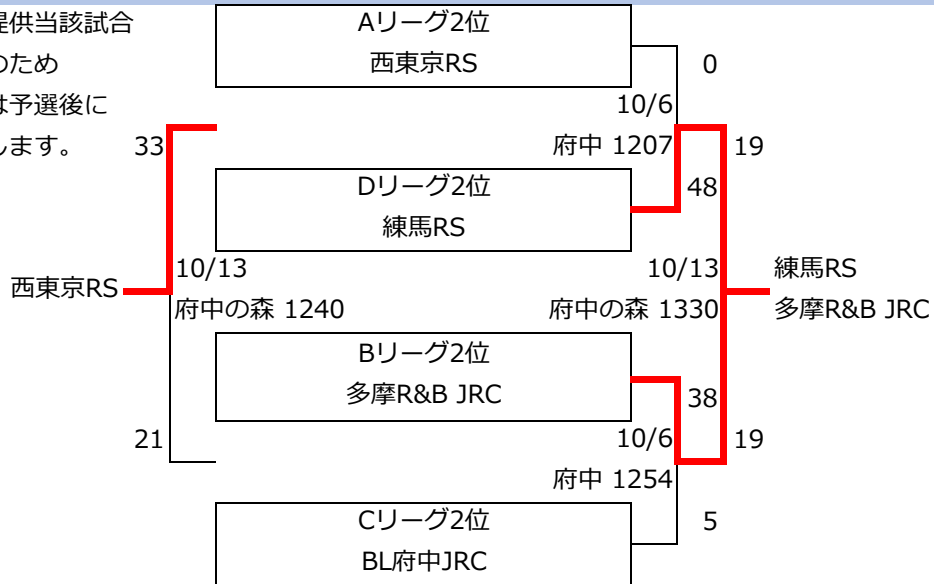 提供当該試合
のため
は予選後に
します。
Aリーグ2位
西東京RS
0
10/6
府中 1207
33
19
Dリーグ2位
練馬RS
48
西東京RS
10/13
府中の森 1240
10/13
府中の森 1330
練馬RS
多摩R&B JRC
Bリーグ2位
多摩R&B JRC
38
21
10/6
府中 1254
19
Cリーグ2位
BL府中JRC
5